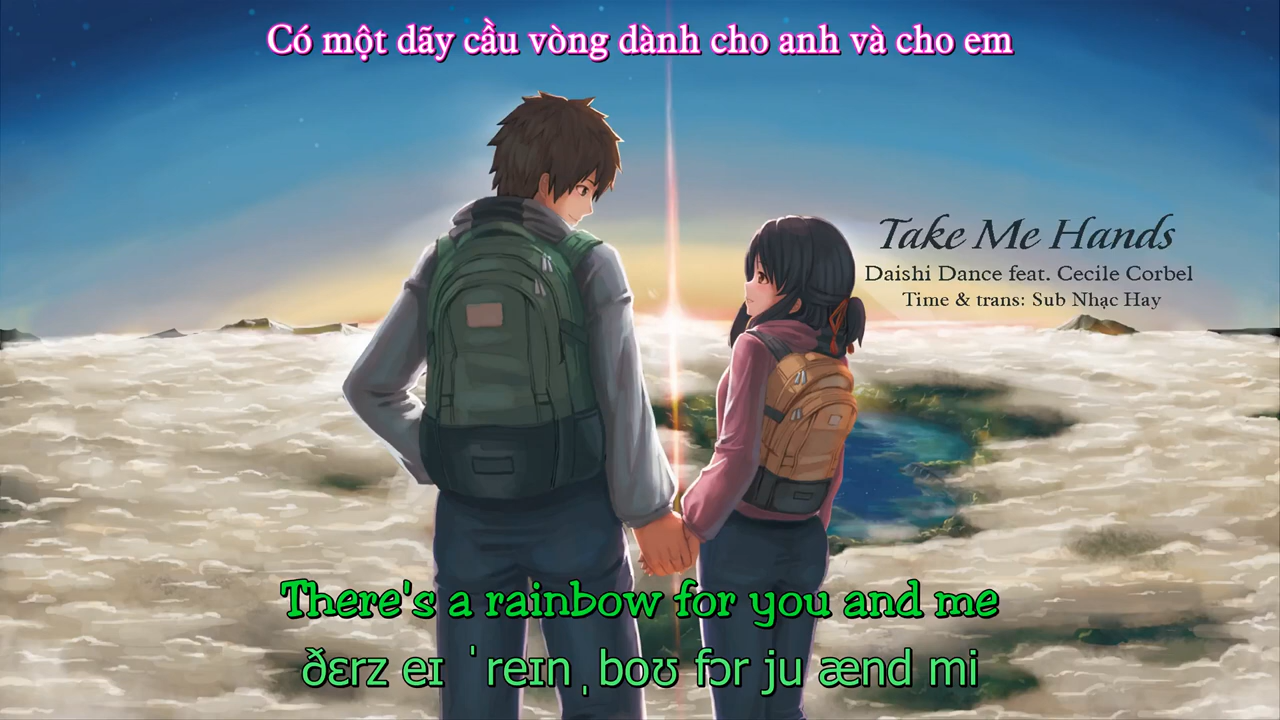 Có một dãy cầu vòng dành cho anh và cho em
Take Me Hands
Daishi Dance feat. Cecile Corbel
Time & trans: Sub Nhạc Hay
There's a rainbow for you and me
ðɛrz eɪ ˈreɪnˌboʊ fɔr ju ænd mi